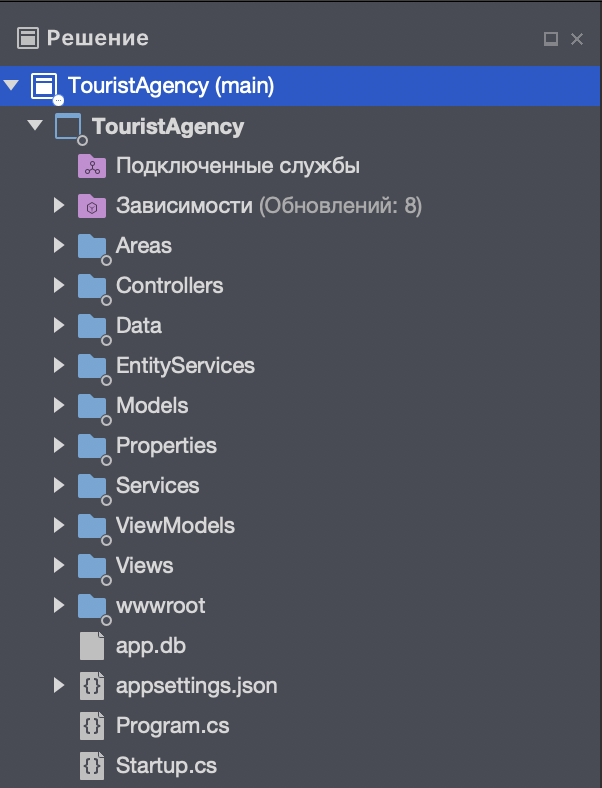 Решение
TouristAgency (main)
TouristAgency
Подключенные службы
Зависимости (Обновлений: 8)
Areas
Controllers
Data
EntityServices
Models
Properties
Services
ViewModels
Views
wwwroot
app.db
appsettings.json
Program.cs
Startup.cs